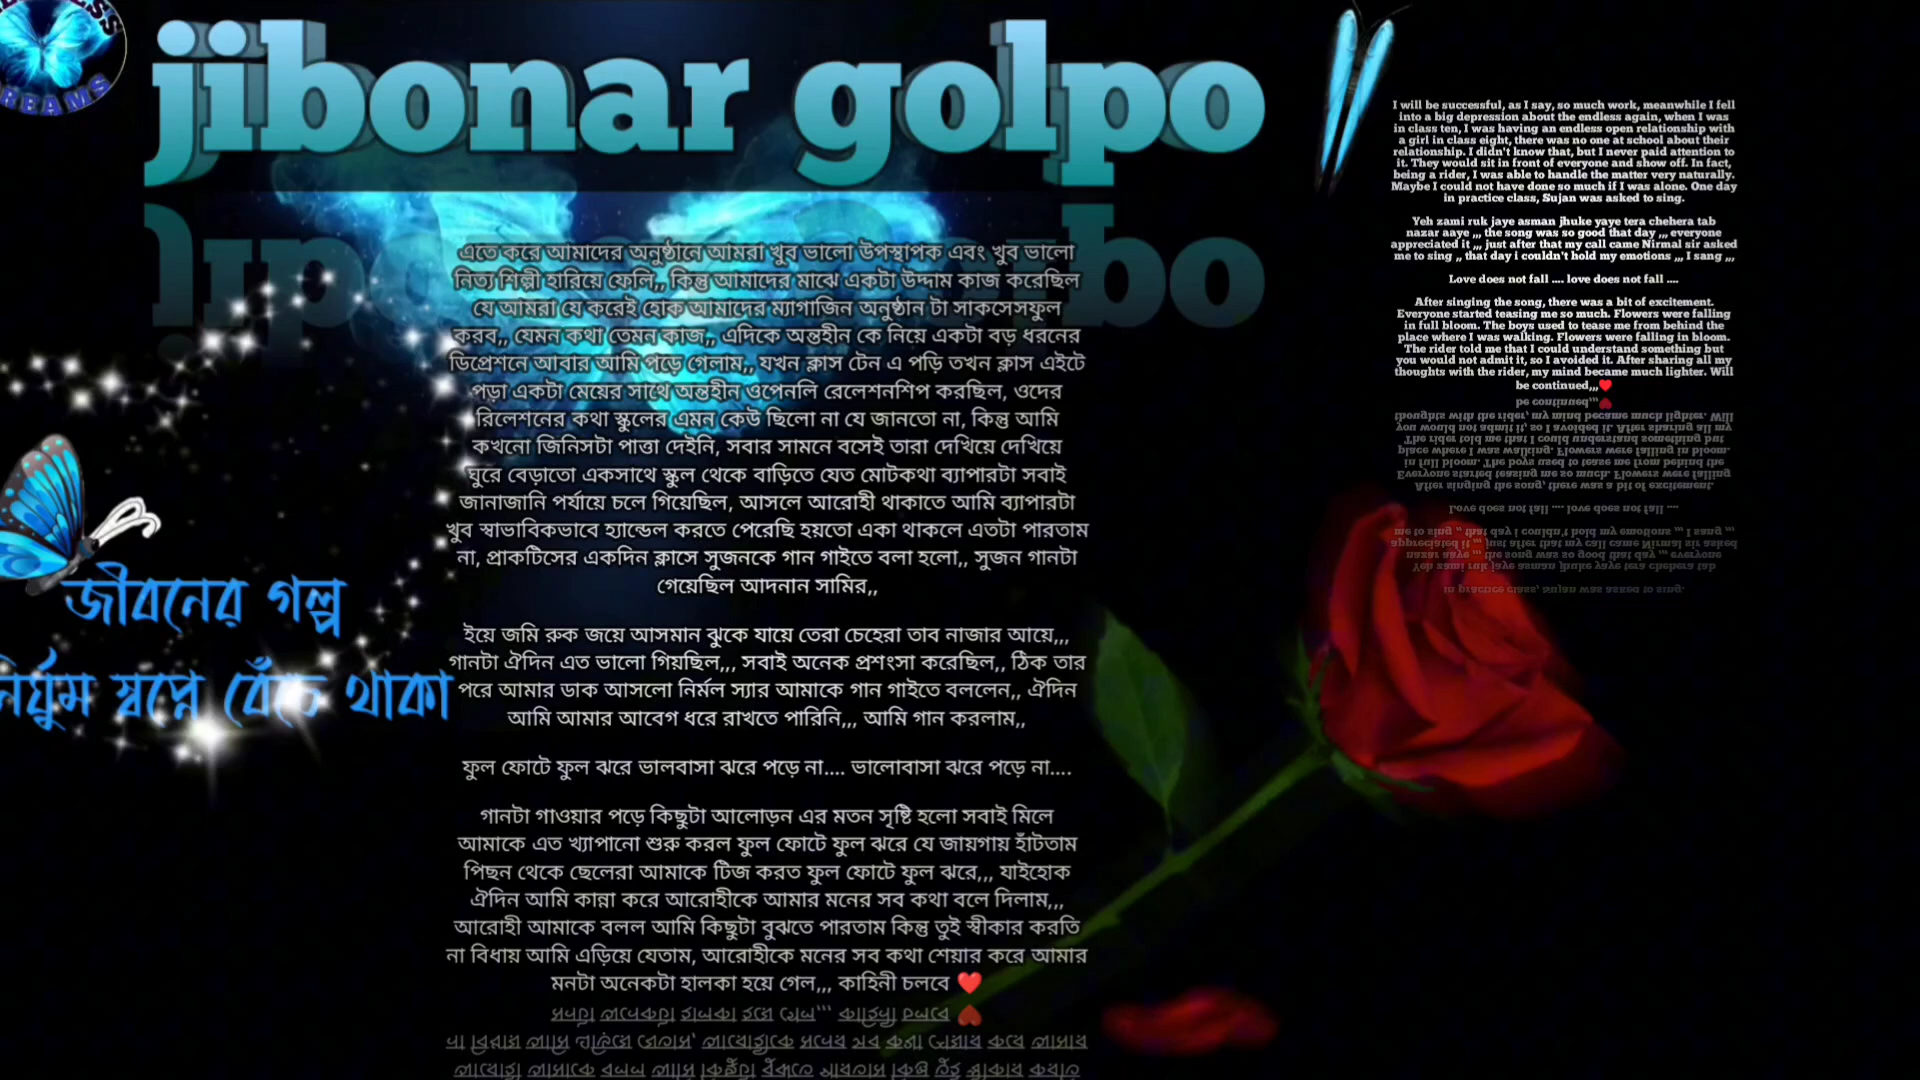 jibonar golpo
এতে করে আমাদের অনুষ্ঠানে আমরা খুব ভালো উপস্থাপক এবং খুব ভালো
নিত্য শিল্পী হারিয়ে ফেলি,, কিন্তু আমাদের মাঝে একটা উদ্দাম কাজ করেছিল
যে আমরা যে করেই হোক আমাদের ম্যাগাজিন অনুষ্ঠান টা সাকসেসফুল
করব,, যেমন কথা তেমন কাজ,, এদিকে অন্তহীন কে নিয়ে একটা বড় ধরনের
ডিপ্রেশনে আবার আমি পড়ে গেলাম,, যখন ক্লাস টেন এ পড়ি তখন ক্লাস এইটে
পড়া একটা মেয়ের সাথে অন্তহীন ওপেনলি রেলেশনশিপ করছিল, ওদের
রিলেশনের কথা স্কুলের এমন কেউ ছিলো না যে জানতো না, কিন্তু আমি
কখনো জিনিসটা পাত্তা দেইনি, সবার সামনে বসেই তারা দেখিয়ে দেখিয়ে
ঘুরে বেড়াতো একসাথে স্কুল থেকে বাড়িতে যেত মোটকথা ব্যাপারটা সবাই
জানাজানি পর্যায়ে চলে গিয়েছিল, আসলে আরোহী থাকাতে আমি ব্যাপারটা
খুব স্বাভাবিকভাবে হ্যান্ডেল করতে পেরেছি হয়তো একা থাকলে এতটা পারতাম
না, প্রাকটিসের একদিন ক্লাসে সুজনকে গান গাইতে বলা হলো,, সুজন গানটা
গেয়েছিল আদনান সামির,,
ইয়ে জমি রুক জয়ে আসমান ঝুকে যায়ে তেরা চেহেরা তাব নাজার আয়ে,,,
গানটা ঐদিন এত ভালো গিয়ছিল,,, সবাই অনেক প্রশংসা করেছিল,, ঠিক তার
পরে আমার ডাক আসলো নির্মল স্যার আমাকে গান গাইতে বললেন,, ঐদিন
আমি আমার আবেগ ধরে রাখতে পারিনি,,, আমি গান করলাম,,
ফুল ফোটে ফুল ঝরে ভালবাসা ঝরে পড়ে না.... ভালোবাসা ঝরে পড়ে না....
গানটা গাওয়ার পড়ে কিছুটা আলোড়ন এর মতন সৃষ্টি হলো সবাই মিলে
আমাকে এত খ্যাপানো শুরু করল ফুল ফোটে ফুল ঝরে যে জায়গায় হাঁটতাম
পিছন থেকে ছেলেরা আমাকে টিজ করত ফুল ফোটে ফুল ঝরে,,, যাইহোক
ঐদিন আমি কান্না করে আরোহীকে আমার মনের সব কথা বলে দিলাম,,,
আরোহী আমাকে বলল আমি কিছুটা বুঝতে পারতাম কিন্তু তুই স্বীকার করতি
না বিধায় আমি এড়িয়ে যেতাম, আরোহীকে মনের সব কথা শেয়ার করে আমার
মনটা অনেকটা হালকা হয়ে গেল,,, কাহিনী চলবে ❤️
জীবনের গল্প
নির্ঘুম স্বপ্নে বেঁচে থাকা
I will be successful, as I say, so much work, meanwhile I fell
into a big depression about the endless again, when I was
in class ten, I was having an endless open relationship with
a girl in class eight, there was no one at school about their
relationship. I didn't know that, but I never paid attention to
it. They would sit in front of everyone and show off. In fact,
being a rider, I was able to handle the matter very naturally.
Maybe I could not have done so much if I was alone. One day
in practice class, Sujan was asked to sing.
Yeh zami ruk jaye asman jhuke yaye tera chehera tab
nazar aaye ,,, the song was so good that day ,,, everyone
appreciated it ,,, just after that my call came Nirmal sir asked
me to sing ,, that day i couldn't hold my emotions ,,, I sang ,,,
Love does not fall .... love does not fall ....
After singing the song, there was a bit of excitement.
Everyone started teasing me so much. Flowers were falling
in full bloom. The boys used to tease me from behind the
place where I was walking. Flowers were falling in bloom.
The rider told me that I could understand something but
you would not admit it, so I avoided it. After sharing all my
thoughts with the rider, my mind became much lighter. Will
be continued,,,❤️